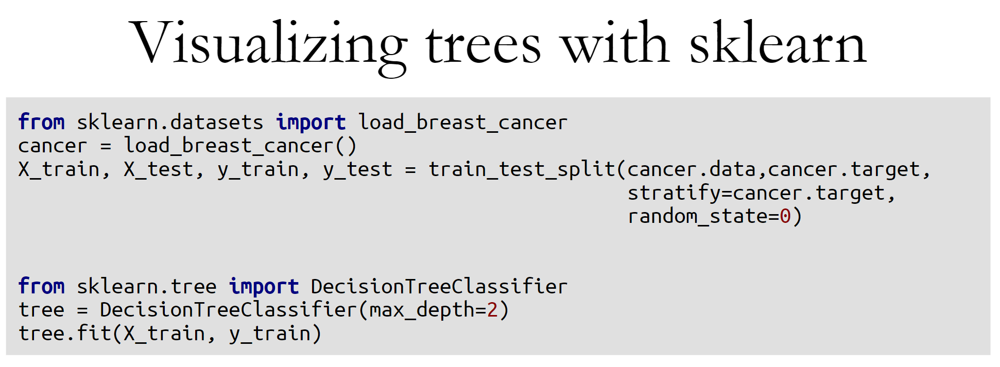 Visualizing trees with sklearn
from sklearn.datasets import load_breast_cancer
cancer = load_breast_cancer()
X_train, X_test, y_train, y_test = train_test_split(cancer.data,cancer.target,
stratify=cancer.target,
random_state=0)
from sklearn.tree import DecisionTreeClassifier
tree = DecisionTreeClassifier(max_depth=2)
tree.fit(X_train, y_train)